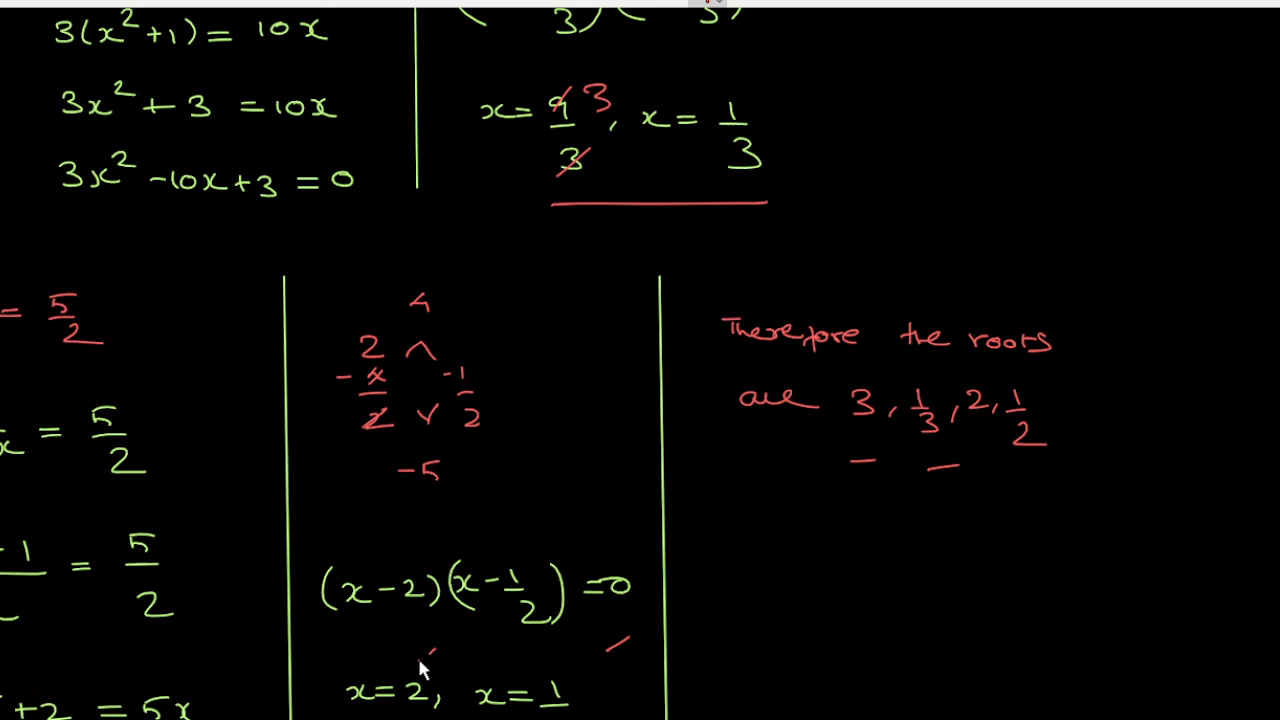 3(x²+1) = 10x
3x² + 3 = 10x
3x² -10x+3 = 0
x = 9/3 3, x = 1/3
= 5/2
x = 5/2
1 = 5/2
+2 = 5x
4
2
-4/2 -1/2
-5
(x-2)(x-1/2) = 0
x=2, x=1
Therefore the roots
are 3, 1/3, 2, 1/2